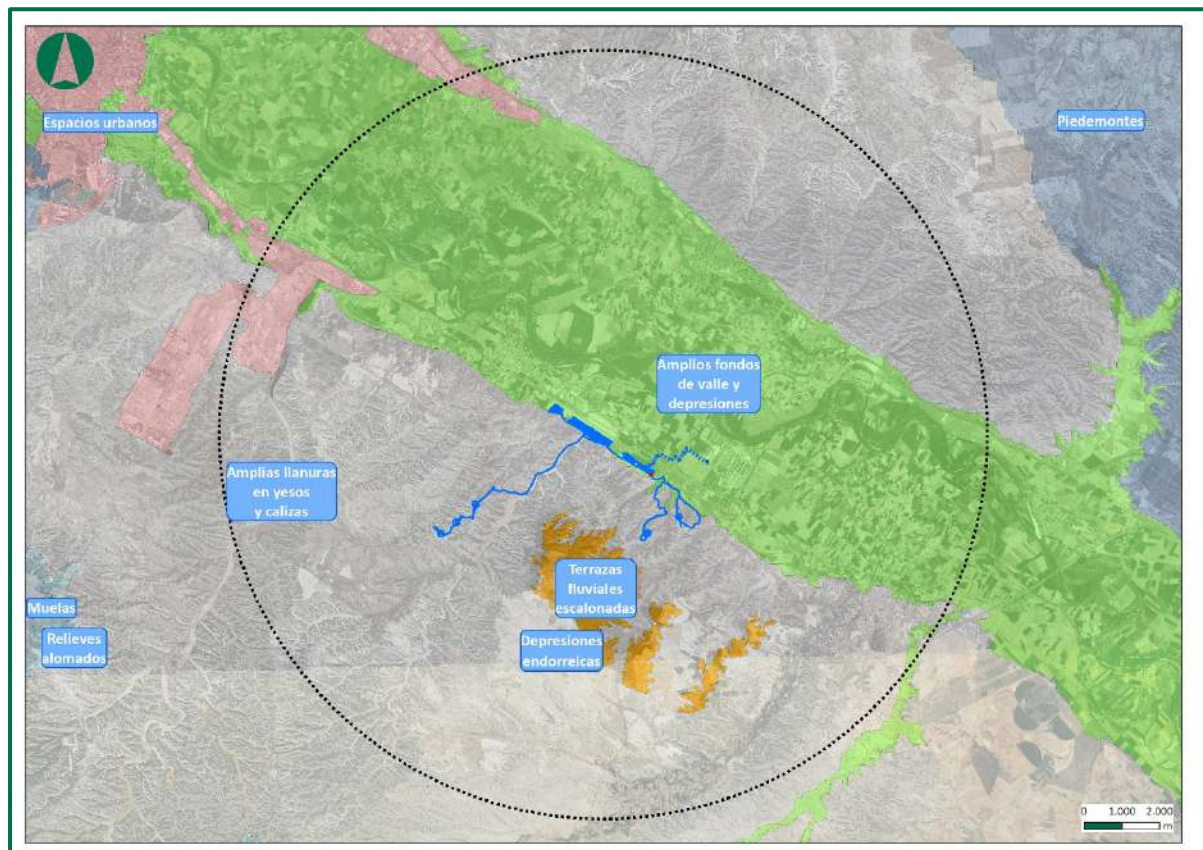 Espacios urbanos
Piedemontes
Amplios fondos
de valle y
depresiones
Amplias llanuras
en yesos
y calizas
Terrazas
fluviales
escalonadas
Muelas
Relieves
alomados
Depresiones
endorreicas
0 1.000 2.000
m